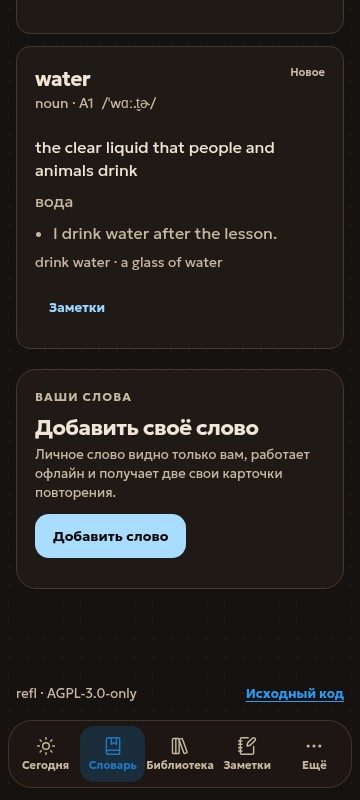 water
Новое
noun · A1 /ˈwɑː.t̬ɚ/
the clear liquid that people and
animals drink
вода
• I drink water after the lesson.
drink water · a glass of water
Заметки
ВАШИ СЛОВА
Добавить своё слово
Личное слово видно только вам, работает
офлайн и получает две свои карточки
повторения.
Добавить слово
refl · AGPL-3.0-only
Исходный код
Сегодня
Словарь
Библиотека
Заметки
Ещё